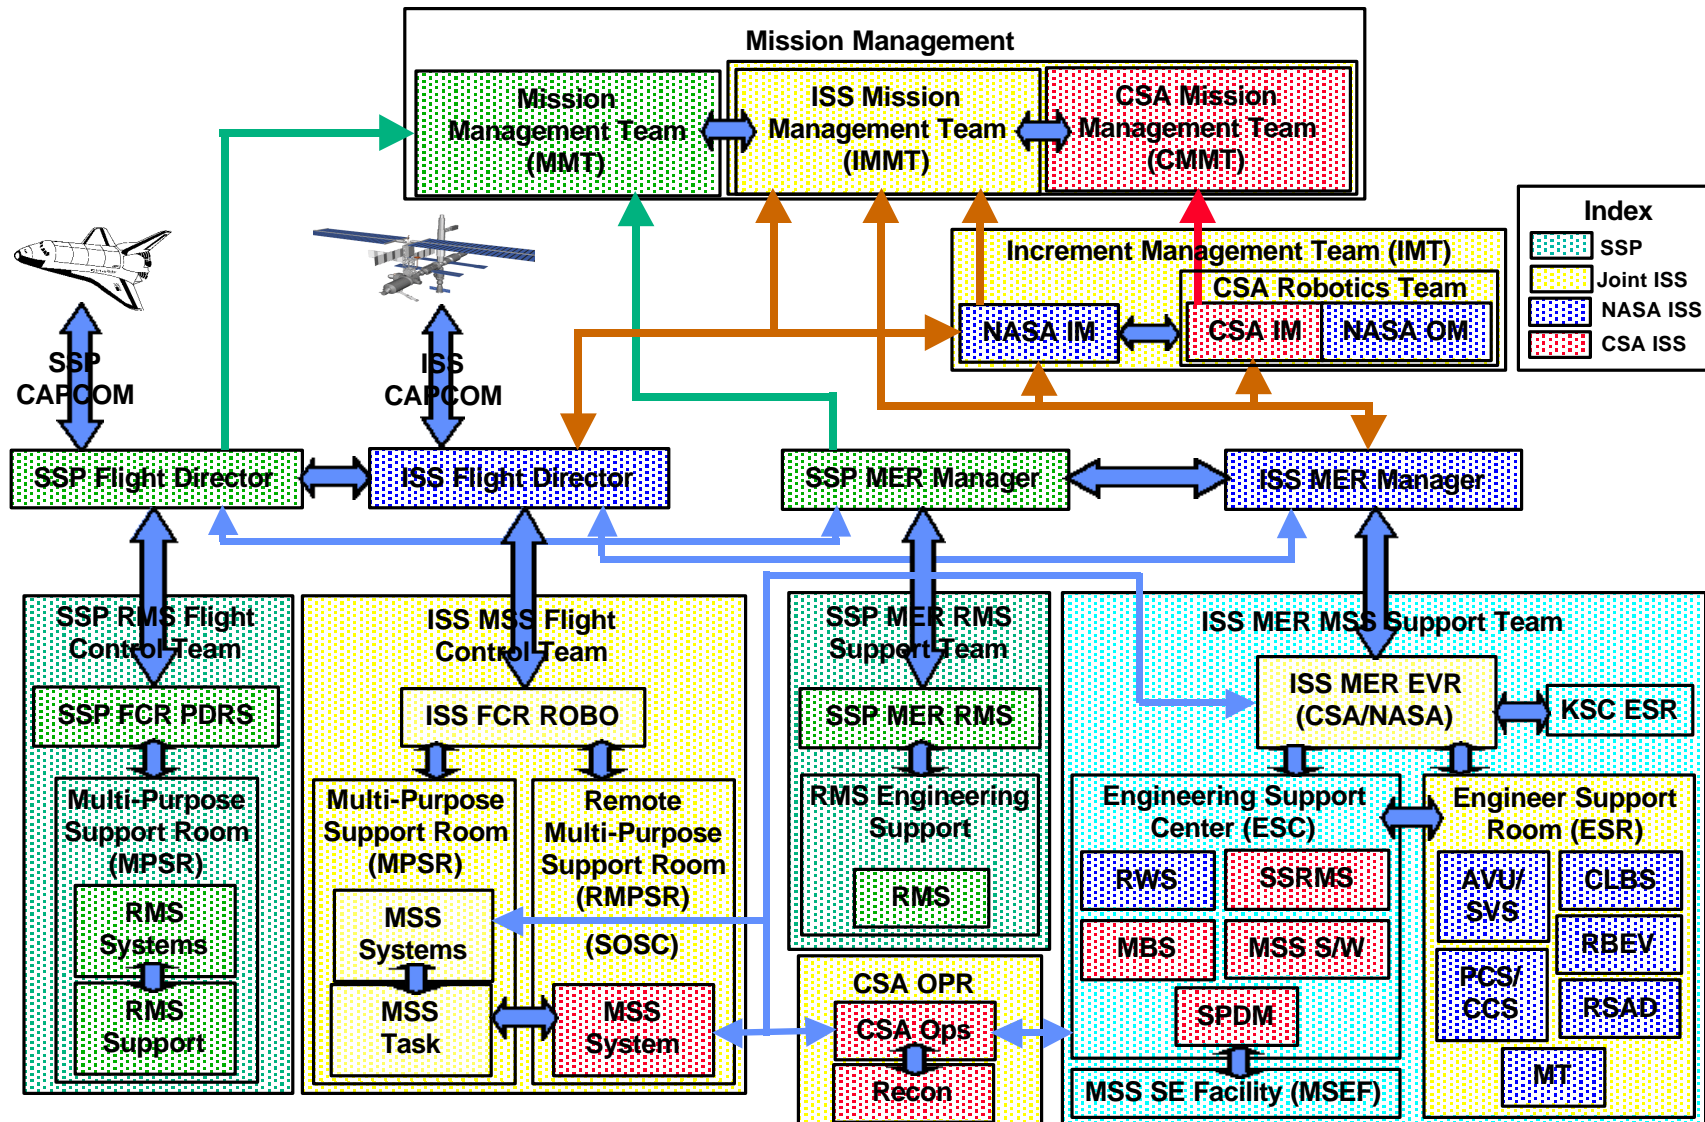 Mission Management
Mission
Management Team
(MMT)
ISS Mission
Management Team
(IMMT)
CSA Mission
Management Team
(CMMT)
Index
SSP
Joint ISS
NASA ISS
CSA ISS
Increment Management Team (IMT)
CSA Robotics Team
NASA IM
CSA IM
NASA OM
SSP
CAPCOM
ISS
CAPCOM
SSP Flight Director
ISS Flight Director
SSP MER Manager
ISS MER Manager
SSP RMS Flight
Control Team
SSP FCR PDRS
Multi-Purpose
Support Room
(MPSR)
RMS
Systems
RMS
Support
ISS MSS Flight
Control Team
ISS FCR ROBO
Multi-Purpose
Support Room
(MPSR)
MSS
Systems
MSS
Task
Remote
Multi-Purpose
Support Room
(RMPSR)
(SOSC)
MSS
System
SSP MER RMS
Support Team
SSP MER RMS
RMS Engineering
Support
RMS
CSA OPR
CSA Ops
Recon
ISS MER MSS Support Team
ISS MER EVR
(CSA/NASA)
KSC ESR
Engineering Support
Center (ESC)
RWS
SSRMS
MBS
MSS S/W
SPDM
MSS SE Facility (MSEF)
Engineer Support
Room (ESR)
AVU/
SVS
CLBS
RBEV
PCS/
CCS
RSAD
MT